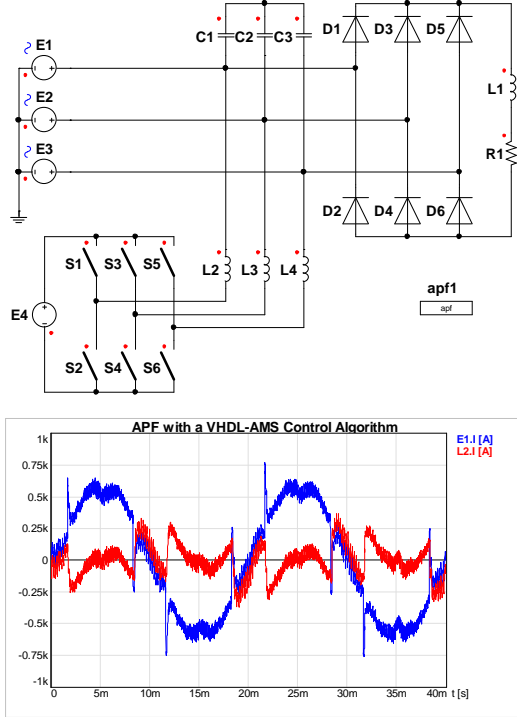 C1 C2 C3
D1 D3 D5
E1
L1
E2
R1
E3
D2 D4 D6
S1 S3 S5
L2 L3 L4
E4
apf1
apf
S2 S4 S6
APF with a VHDL-AMS Control Algorithm
E1.I [A]
L2.I [A]
1k
0.75k
0.5k
0.25k
0
-0.25k
-0.5k
-0.75k
-1k
0 5m 10m 15m 20m 25m 30m 35m 40m t [s]